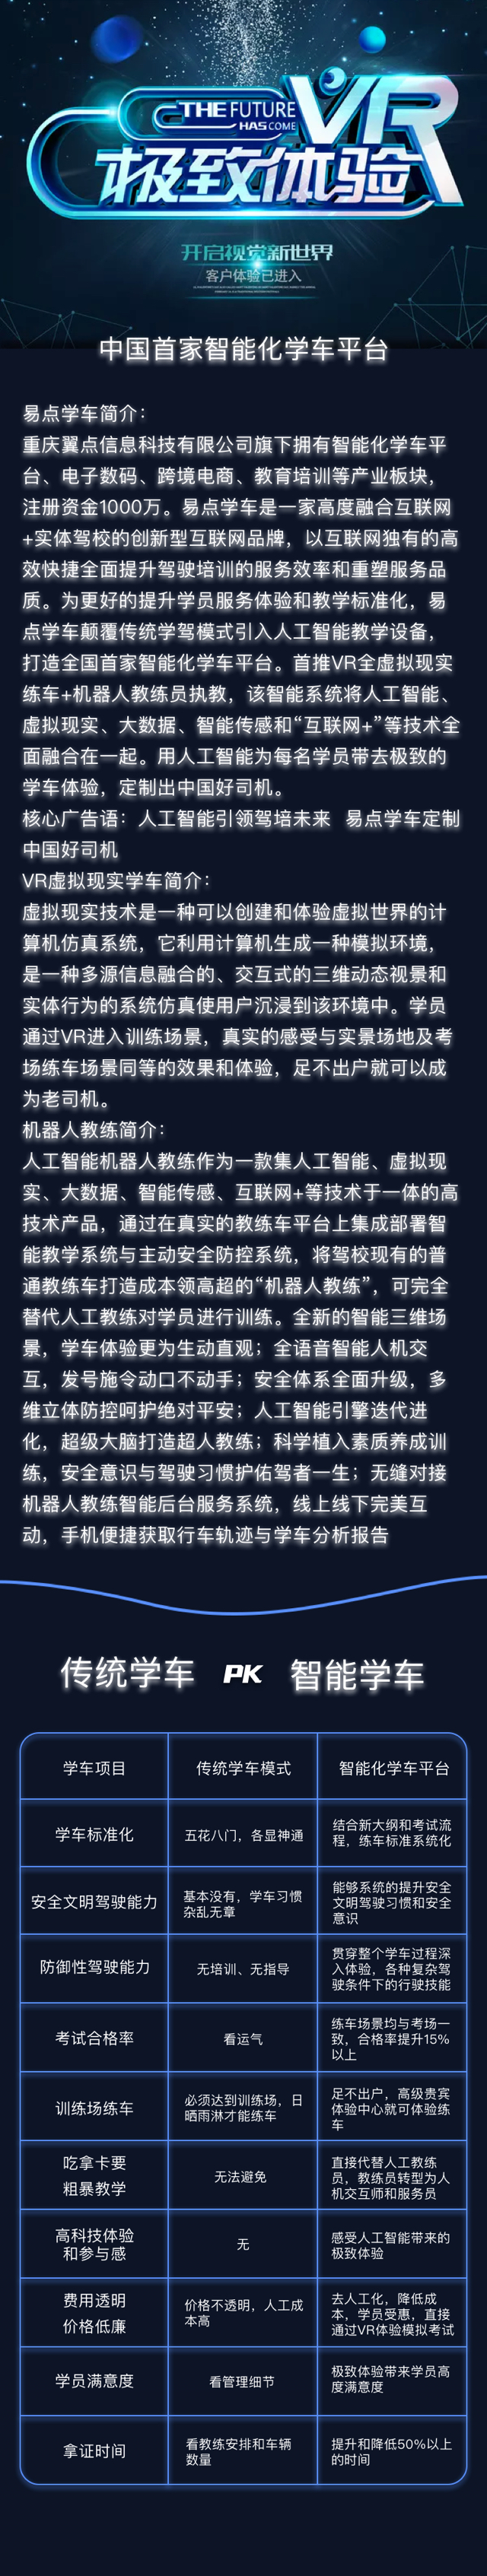 THE FUTURE
HAS COME
VR
极致体验
开启视觉新世界
客户体验已进入
中国首家智能化学车平台
易点学车简介：
重庆翼点信息科技有限公司旗下拥有智能化学车平
台、电子数码、跨境电商、教育培训等产业板块，
注册资金1000万。易点学车是一家高度融合互联网
+实体驾校的创新型互联网品牌，以互联网独有的高
效快捷全面提升驾驶培训的服务效率和重塑服务品
质。为更好的提升学员服务体验和教学标准化，易
点学车颠覆传统学驾模式引入人工智能教学设备，
打造全国首家智能化学车平台。首推VR全虚拟现实
练车+机器人教练员执教，该智能系统将人工智能、
虚拟现实、大数据、智能传感和“互联网+”等技术全
面融合在一起。用人工智能为每名学员带去极致的
学车体验，定制出中国好司机。
核心广告语：人工智能引领驾培未来 易点学车定制
中国好司机
VR虚拟现实学车简介：
虚拟现实技术是一种可以创建和体验虚拟世界的计
算机仿真系统，它利用计算机生成一种模拟环境，
是一种多源信息融合的、交互式的三维动态视景和
实体行为的系统仿真使用户沉浸到该环境中。学员
通过VR进入训练场景，真实的感受与实景场地及考
场练车场景同等的效果和体验，足不出户就可以成
为老司机。
机器人教练简介：
人工智能机器人教练作为一款集人工智能、虚拟现
实、大数据、智能传感、互联网+等技术于一体的高
技术产品，通过在真实的教练车平台上集成部署智
能教学系统与主动安全防控系统，将驾校现有的普
通教练车打造成本领高超的“机器人教练”，可完全
替代人工教练对学员进行训练。全新的智能三维场
景，学车体验更为生动直观；全语音智能人机交
互，发号施令动口不动手；安全体系全面升级，多
维立体防控呵护绝对平安；人工智能引擎迭代进
化，超级大脑打造超人教练；科学植入素质养成训
练，安全意识与驾驶习惯护佑驾者一生；无缝对接
机器人教练智能后台服务系统，线上线下完美互
动，手机便捷获取行车轨迹与学车分析报告
传统学车 PK 智能学车
学车项目 传统学车模式 智能化学车平台
学车标准化
五花八门，各显神通
结合新大纲和考试流
程，练车标准系统化
安全文明驾驶能力
基本没有，学车习惯
杂乱无章
能够系统的提升安全
文明驾驶习惯和安全
意识
防御性驾驶能力
无培训、无指导
贯穿整个学车过程深
入体验，各种复杂驾
驶条件下的行驶技能
考试合格率
看运气
练车场景均与考场一
致，合格率提升15%
以上
训练场练车
必须达到训练场，日
晒雨淋才能练车
足不出户，高级贵宾
体验中心就可体验练
车
吃拿卡要
粗暴教学
无法避免
直接代替人工教练
员，教练员转型为人
机交互师和服务员
高科技体验
和参与感
无
感受人工智能带来的
极致体验
费用透明
价格低廉
价格不透明，人工成
本高
去人工化，降低成
本，学员受惠，直接
通过VR体验模拟考试
学员满意度
看管理细节
极致体验带来学员高
度满意度
拿证时间
看教练安排和车辆
数量
提升和降低50%以上
的时间